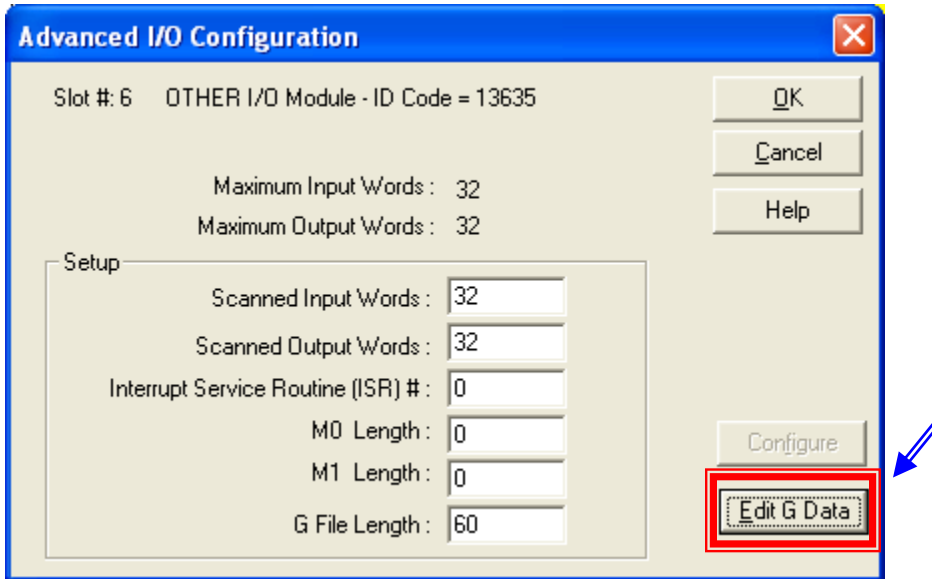 Advanced I/O Configuration
Slot #: 6 OTHER I/O Module - ID Code = 13635
OK
Cancel
Help
Maximum Input Words : 32
Maximum Output Words : 32
Setup
Scanned Input Words : 32
Scanned Output Words : 32
Interrupt Service Routine (ISR) # : 0
M0 Length : 0
M1 Length : 0
G File Length : 60
Configure
Edit G Data